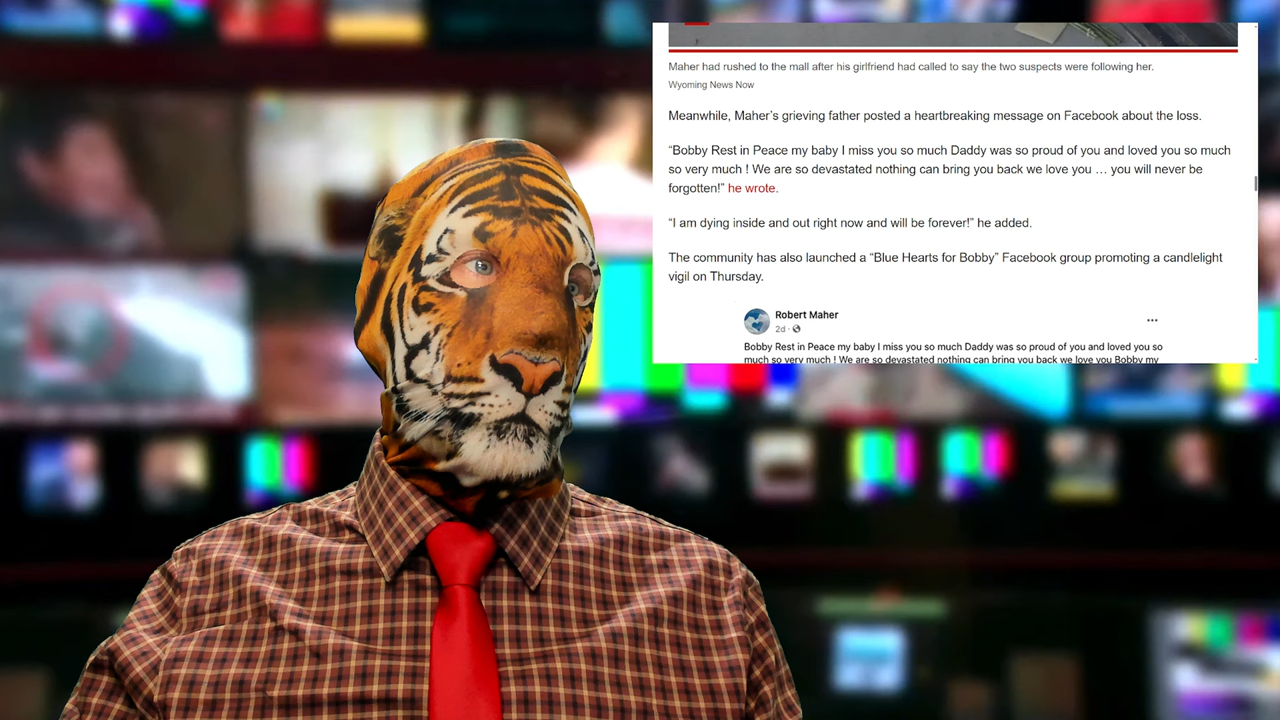 Maher had rushed to the mall after his girlfriend had called to say the two suspects were following her.
Wyoming News Now
Meanwhile, Maher's grieving father posted a heartbreaking message on Facebook about the loss.
“Bobby Rest in Peace my baby I miss you so much Daddy was so proud of you and loved you so much
so very much ! We are so devastated nothing can bring you back we love you … you will never be
forgotten!” he wrote.
“I am dying inside and out right now and will be forever!” he added.
The community has also launched a “Blue Hearts for Bobby” Facebook group promoting a candlelight
vigil on Thursday.
Robert Maher
2d ·
Bobby Rest in Peace my baby I miss you so much Daddy was so proud of you and loved you so
much so very much ! We are so devastated nothing can bring you back we love you Bobby my